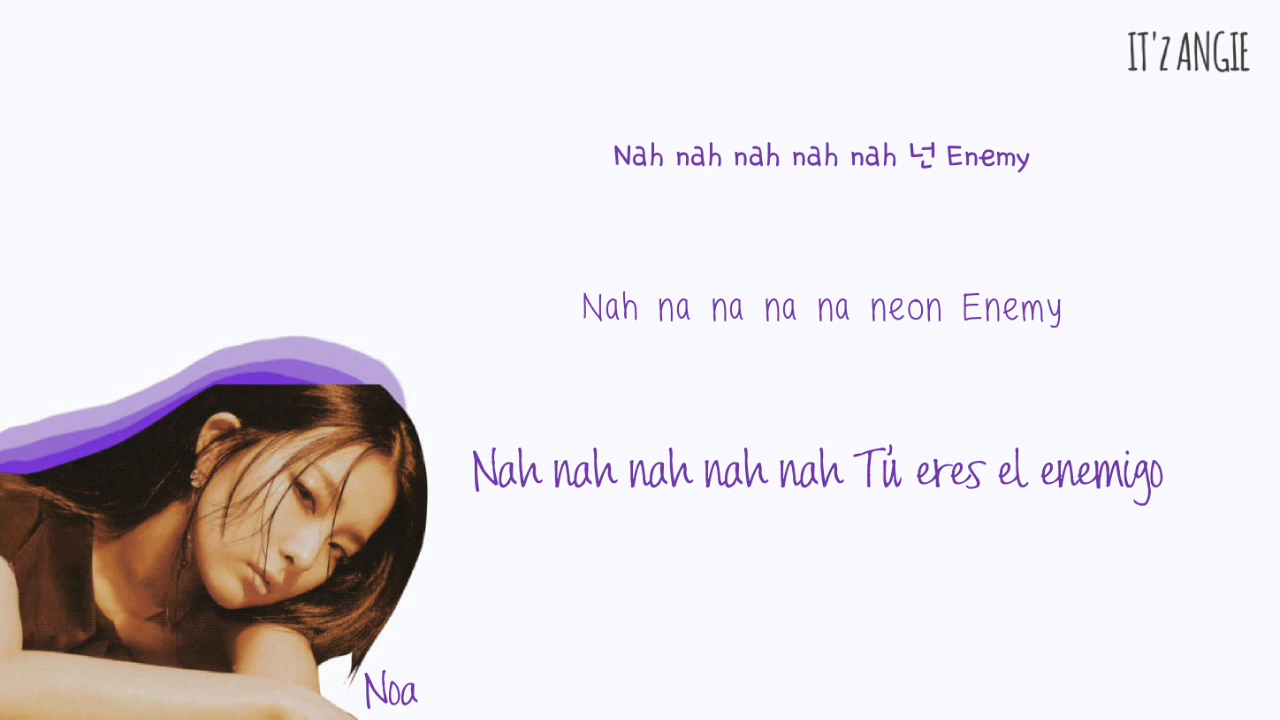 IT'z ANGIE
Nah nah nah nah nah 넌 Enemy
Nah na na na na neon Enemy
Nah nah nah nah nah Tú eres el enemigo
Noa